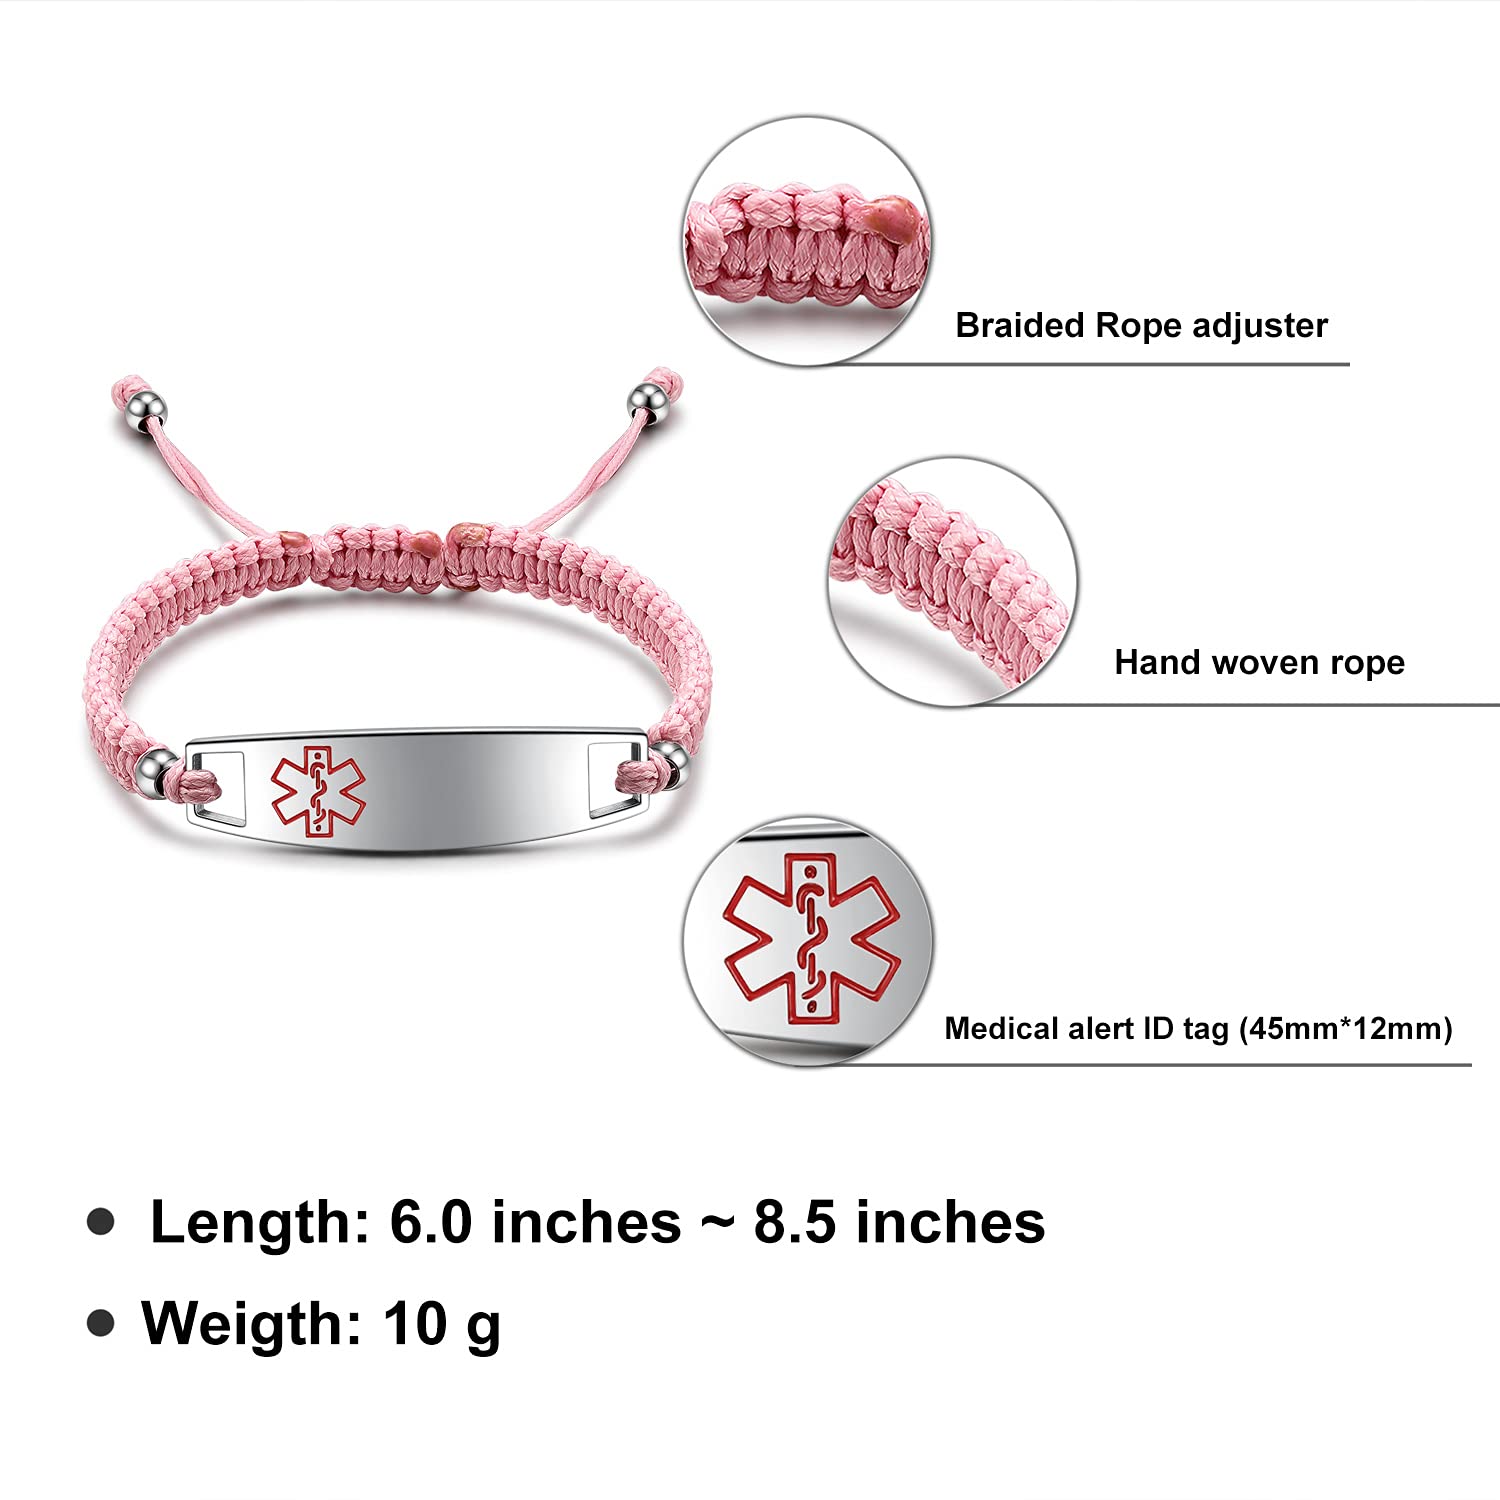 Braided Rope adjuster
Hand woven rope
Medical alert ID tag (45mm*12mm)
Length: 6.0 inches ~ 8.5 inches
Weigth: 10 g